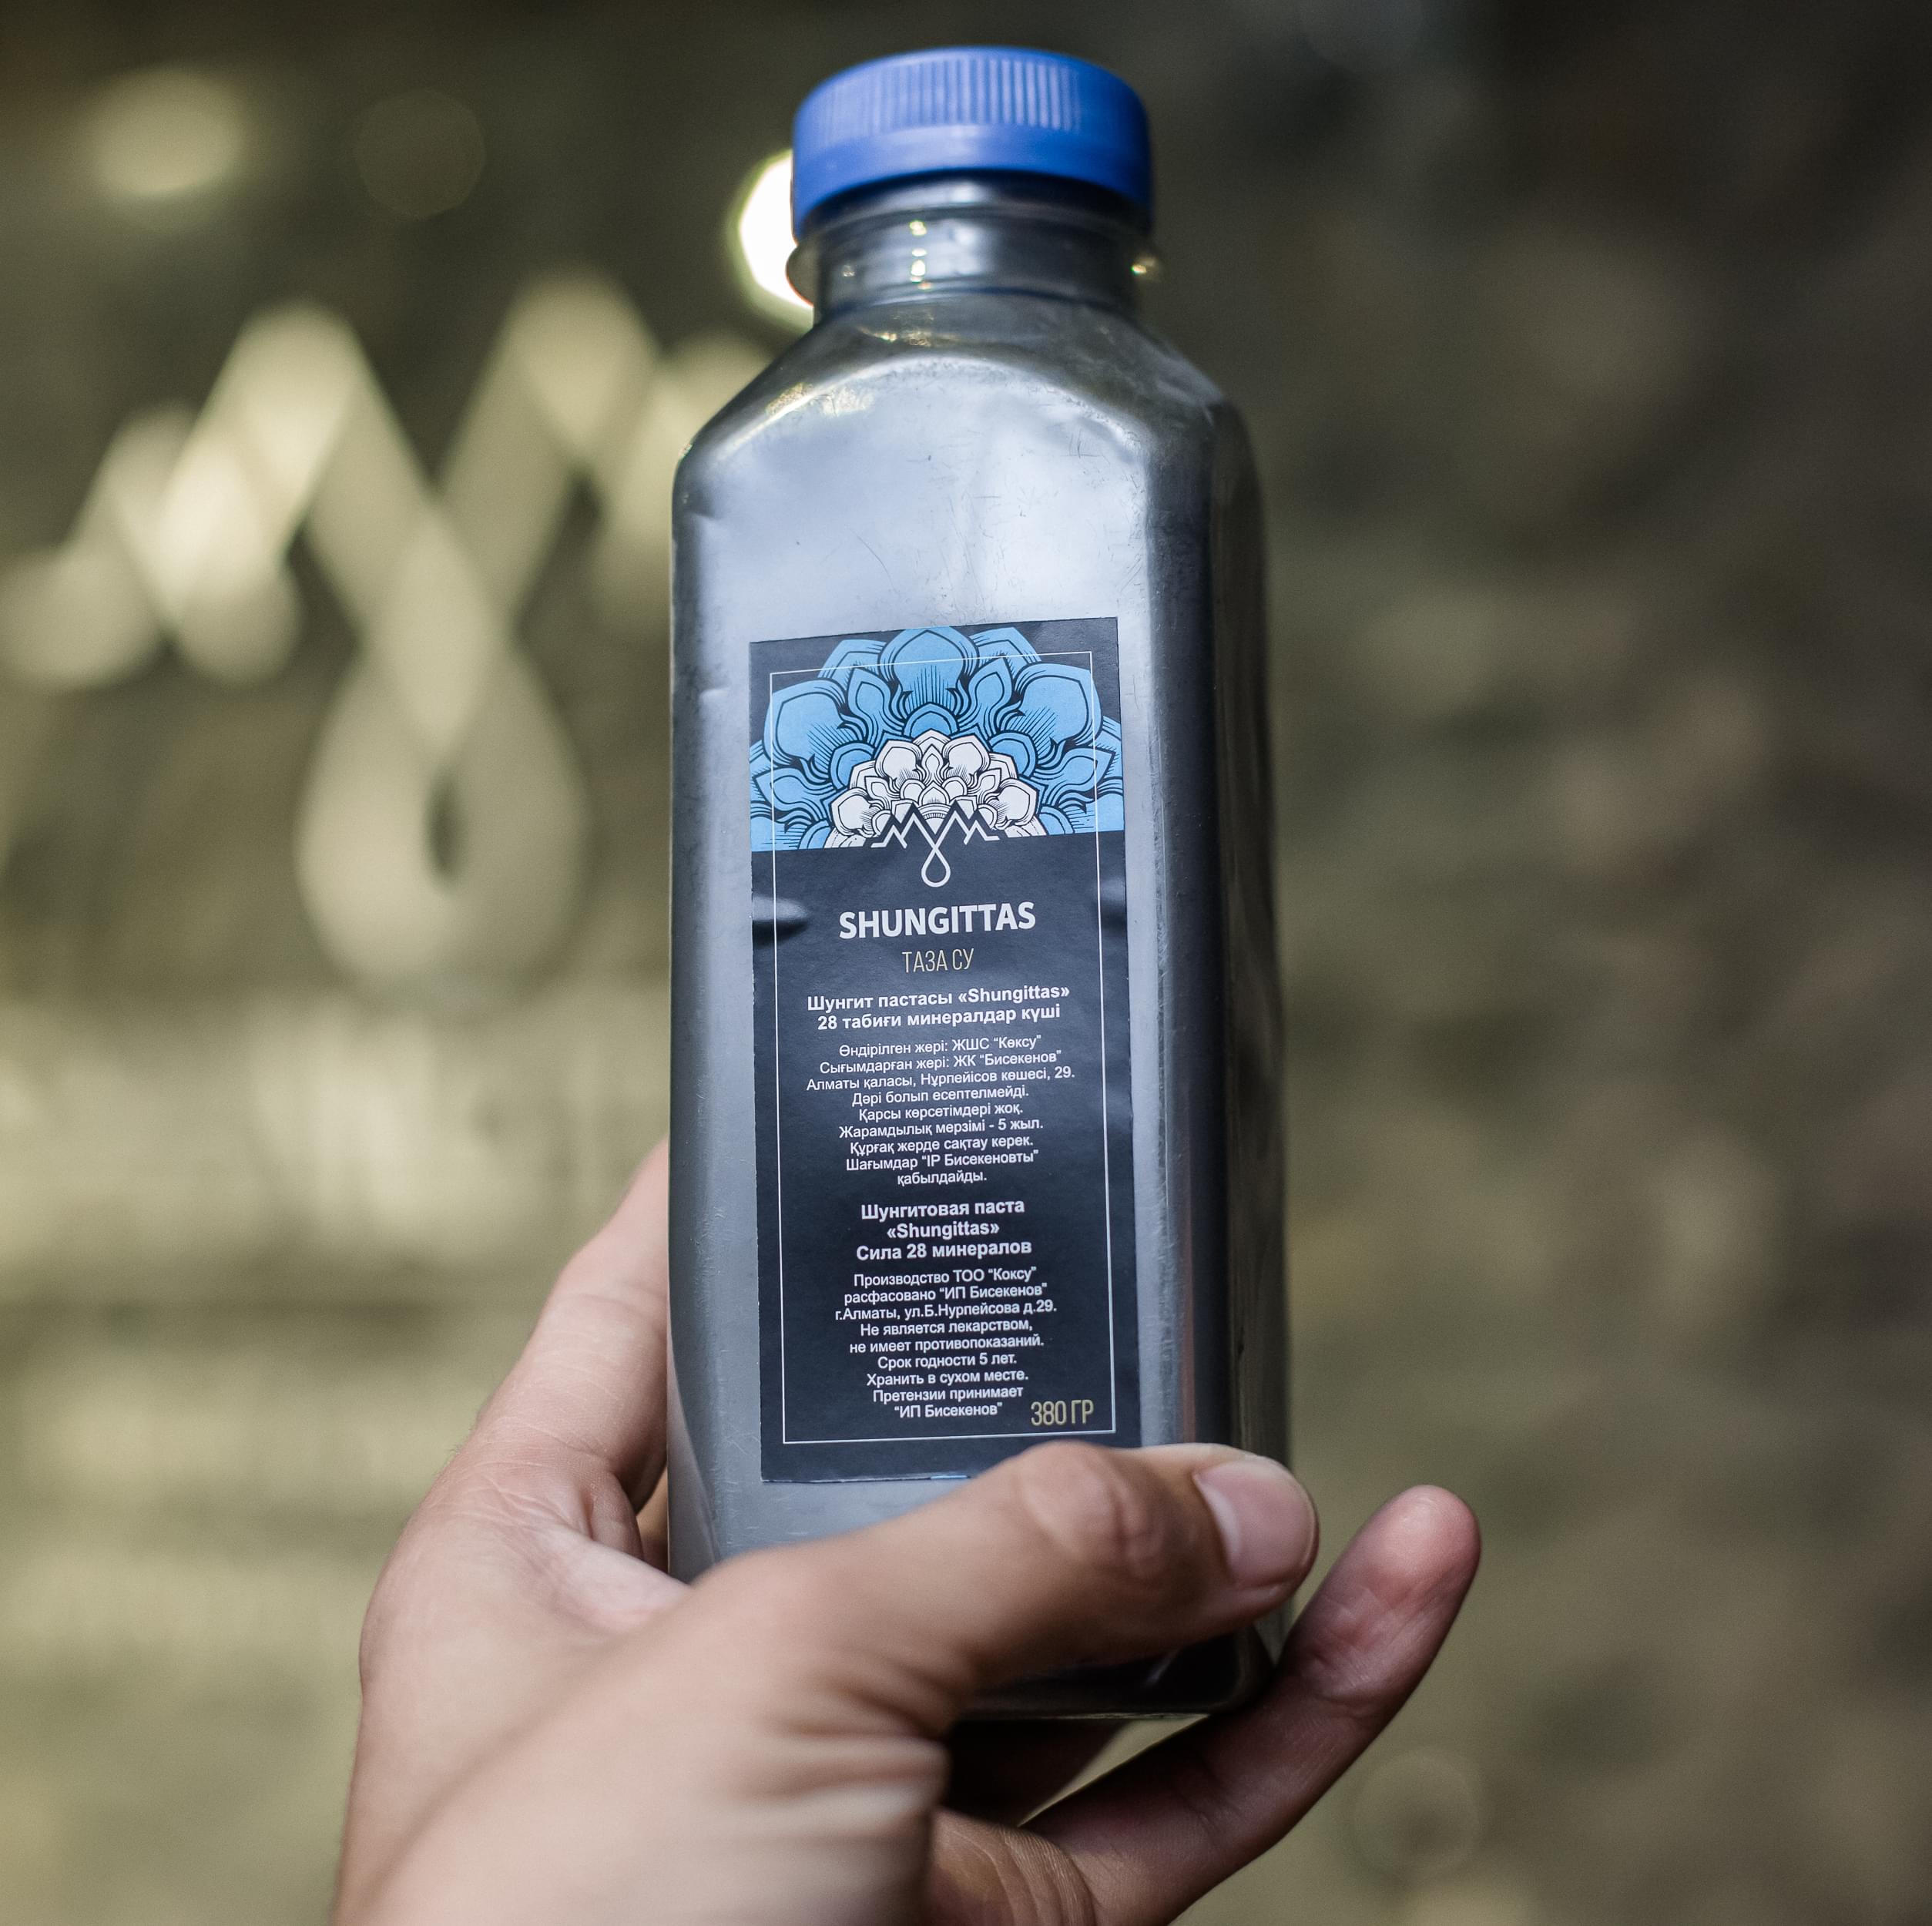 SHUNGITTAS
ТАЗА СУ
Шунгит пастасы «Shungittas»
28 табиғи минералдар күші
Өндірілген жері: ЖШС “Көксу”
Сығымдарған жері: ЖК “Бисекенов”
Алматы қаласы, Нұрпейісов көшесі, 29.
Дәрі болып есептелмейді.
Қарсы көрсетімдері жоқ.
Жарамдылық мерзімі - 5 жыл.
Құрғақ жерде сақтау керек.
Шағымдар “ІР Бисекеновты”
қабылдайды.
Шунгитовая паста
«Shungittas»
Сила 28 минералов
Производство ТОО “Коксу”
расфасовано “ИП Бисекенов”
г.Алматы, ул.Б.Нурпейсова д.29.
Не является лекарством,
не имеет противопоказаний.
Срок годности 5 лет.
Хранить в сухом месте.
Претензии принимает
“ИП Бисекенов”
380 ГР